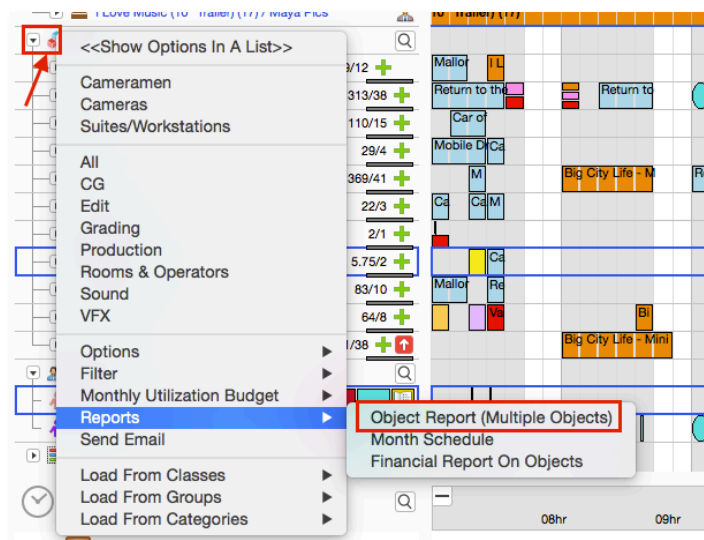 I Love Music (10" Trailer) (17) / Maya Pics
10" Trailer) (17)
<<Show Options In A List>>
Cameramen
Cameras
Suites/Workstations
All
CG
Edit
Grading
Production
Rooms & Operators
Sound
VFX
Options
Filter
Monthly Utilization Budget
Reports
Send Email
Load From Classes
Load From Groups
Load From Categories
Object Report (Multiple Objects)
Month Schedule
Financial Report On Objects
9/12
313/38
110/15
29/4
369/41
22/3
2/1
5.75/2
83/10
64/8
1/38
Mallor
I L
Return to the
Return to
Car of
Mobile D
Ca
M
Big City Life - M
R
Ca
Ca
M
Ca
Mallor
Re
Va
Bi
Big City Life - Mini
08hr
09hr